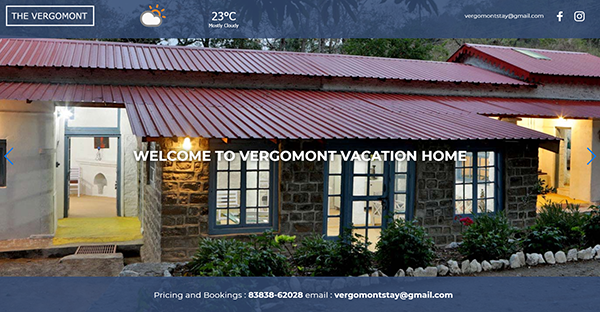 THE VERGOMONT
23°C
Mostly Cloudy
vergomontstay@gmail.com
WELCOME TO VERGOMONT VACATION HOME
Pricing and Bookings : 83838-62028 email : vergomontstay@gmail.com